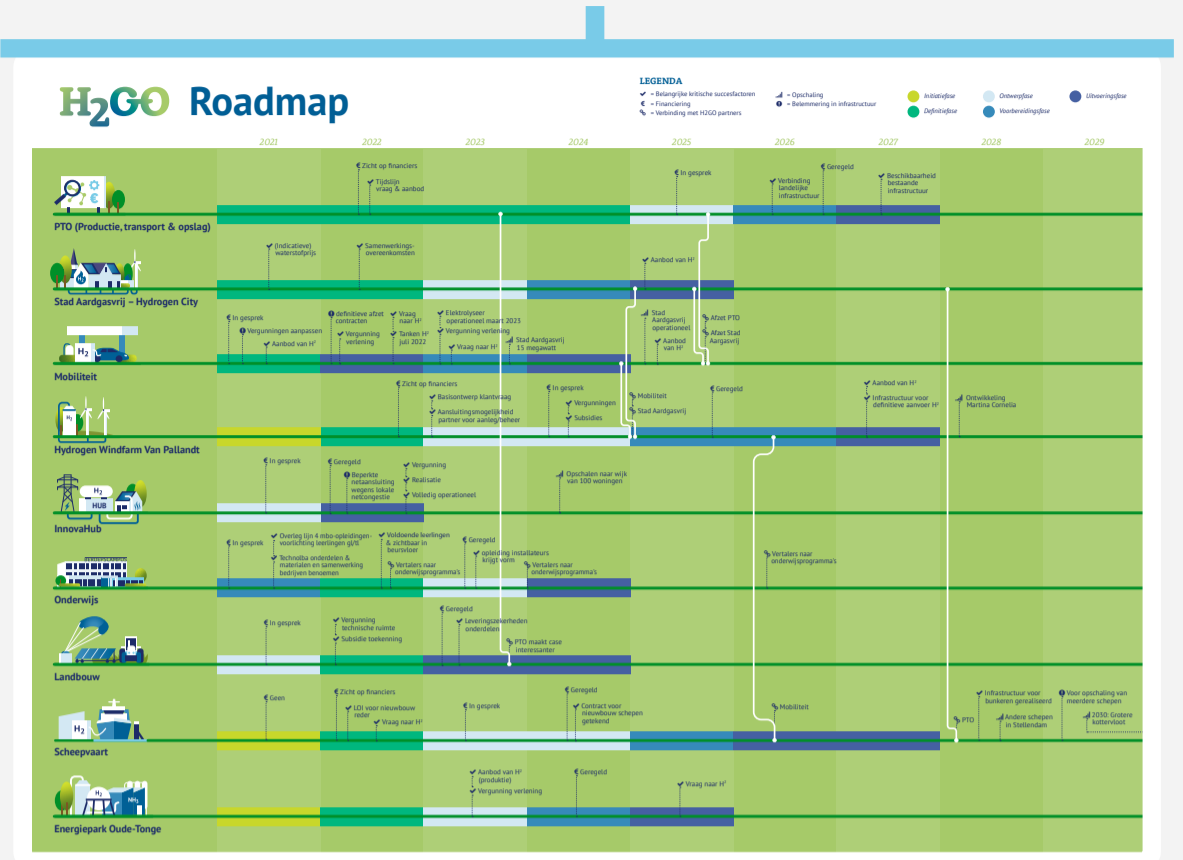 H2GO Roadmap
LEGENDA
✔ = Belangrijke kritische succesfactoren
€ = Financiering
= Verbinding met H2GO partners
= Opschaling
= Belemmering in infrastructuur
Initiatiefase
Definitiefase
Ontwerpfase
Voorbereidingsfase
Uitvoeringsfase
2021 2022 2023 2024 2025 2026 2027 2028 2029
PTO (Productie, transport & opslag)
€ Zicht op financiers
✔ Tijdslijn
vraag & aanbod
€ In gesprek
✔ Verbinding
landelijke
infrastructuur
€ Geregeld
✔ Beschikbaarheid
bestaande
infrastructuur
Stad Aardgasvrij – Hydrogen City
✔ (Indicatieve)
waterstofprijs
✔ Samenwerkings-
overeenkomsten
✔ Aanbod van H²
Mobiliteit
H2
€ In gesprek
Vergunningen aanpassen
✔ Aanbod van H²
definitieve afzet
contracten
✔ Vergunning
verlening
✔ Vraag
naar H²
✔ Tanken H²
juli 2022
✔ Elektrolyser
operationeel maart 2023
✔ Vergunning verlening
✔ Vraag naar H²
Stad Aardgasvrij
15 megawatt
Stad
Aardgasvrij
operationeel
✔ Aanbod
van H²
Afzet PTO
Afzet Stad
Aargasvrij
Hydrogen Windfarm Van Pallandt
H2
€ Zicht op financiers
✔ Basisontwerp klantvraag
✔ Aansluitingsmogelijkheid
partner voor aanleg/beheer
€ In gesprek
✔ Vergunningen
✔ Subsidies
Mobiliteit
Stad Aardgasvrij
€ Geregeld
✔ Aanbod van H²
✔ Infrastructuur voor
definitieve aanvoer H²
Ontwikkeling
Martina Cornelia
InnovaHub
H2
HUB
€ In gesprek
€ Geregeld
Beperkte
netaansluiting
wegens lokale
netcongestie
✔ Vergunning
✔ Realisatie
✔ Volledig operationeel
Opschalen naar wijk
van 100 woningen
Onderwijs
€ In gesprek
✔ Overleg lijn 4 mbo-opleidingen-
voorlichting leerlingen gl/tl
✔ Technolba onderdelen &
materialen en samenwerking
bedrijven benoemen
✔ Voldoende leerlingen
& zichtbaar in
beursvloer
Vertalers naar
onderwijsprogramma's
€ Geregeld
✔ opleiding installateurs
krijgt vorm
Vertalers naar
onderwijsprogramma's
Vertalers naar
onderwijsprogramma's
Landbouw
€ In gesprek
✔ Vergunning
technische ruimte
✔ Subsidie toekenning
€ Geregeld
✔ Leveringszekerheden
onderdelen
PTO maakt case
interessanter
Scheepvaart
H2
€ Geen
€ Zicht op financiers
✔ LOI voor nieuwbouw
reder
✔ Vraag naar H²
€ In gesprek
€ Geregeld
✔ Contract voor
nieuwbouw schepen
getekend
Mobiliteit
PTO
✔ Infrastructuur voor
bunkeren gerealiseerd
Andere schepen
in Stellendam
Voor opschaling van
meerdere schepen
2030: Grotere
kottervloot
Energiepark Oude-Tonge
H2
NH3
✔ Aanbod van H²
(produktie)
✔ Vergunning verlening
€ Geregeld
✔ Vraag naar H²